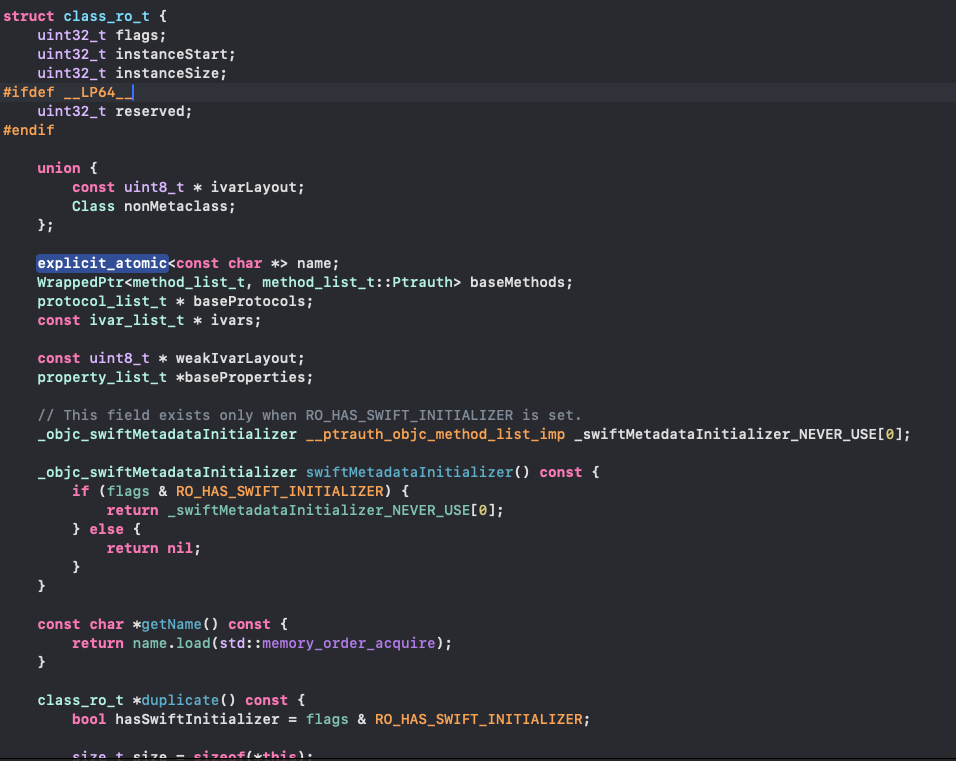 struct class_ro_t {
    uint32_t flags;
    uint32_t instanceStart;
    uint32_t instanceSize;
#ifdef __LP64__
    uint32_t reserved;
#endif

    union {
        const uint8_t * ivarLayout;
        Class nonMetaclass;
    };

    explicit_atomic<const char *> name;
    WrappedPtr<method_list_t, method_list_t::Ptrauth> baseMethods;
    protocol_list_t * baseProtocols;
    const ivar_list_t * ivars;

    const uint8_t * weakIvarLayout;
    property_list_t *baseProperties;

    // This field exists only when RO_HAS_SWIFT_INITIALIZER is set.
    _objc_swiftMetadataInitializer __ptrauth_objc_method_list_imp _swiftMetadataInitializer_NEVER_USE[0];

    _objc_swiftMetadataInitializer swiftMetadataInitializer() const {
        if (flags & RO_HAS_SWIFT_INITIALIZER) {
            return _swiftMetadataInitializer_NEVER_USE[0];
        } else {
            return nil;
        }
    }

    const char *getName() const {
        return name.load(std::memory_order_acquire);
    }

    class_ro_t *duplicate() const {
        bool hasSwiftInitializer = flags & RO_HAS_SWIFT_INITIALIZER;

        size_t size = sizeof(*this);